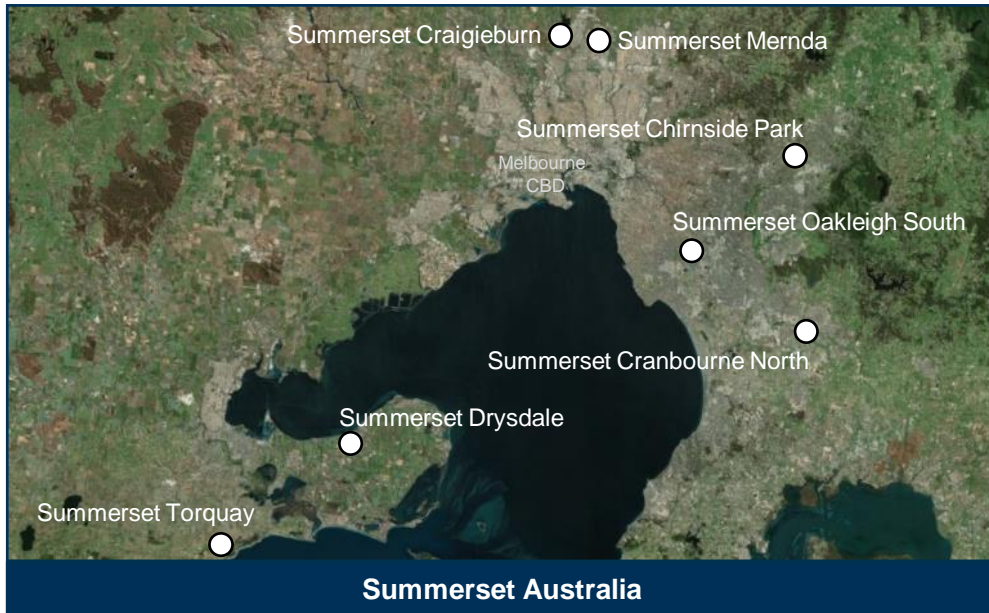 Summerset Craigieburn
Summerset Mernda
Summerset Chirnside Park
Melbourne
CBD
Summerset Oakleigh South
Summerset Cranbourne North
Summerset Drysdale
Summerset Torquay
Summerset Australia